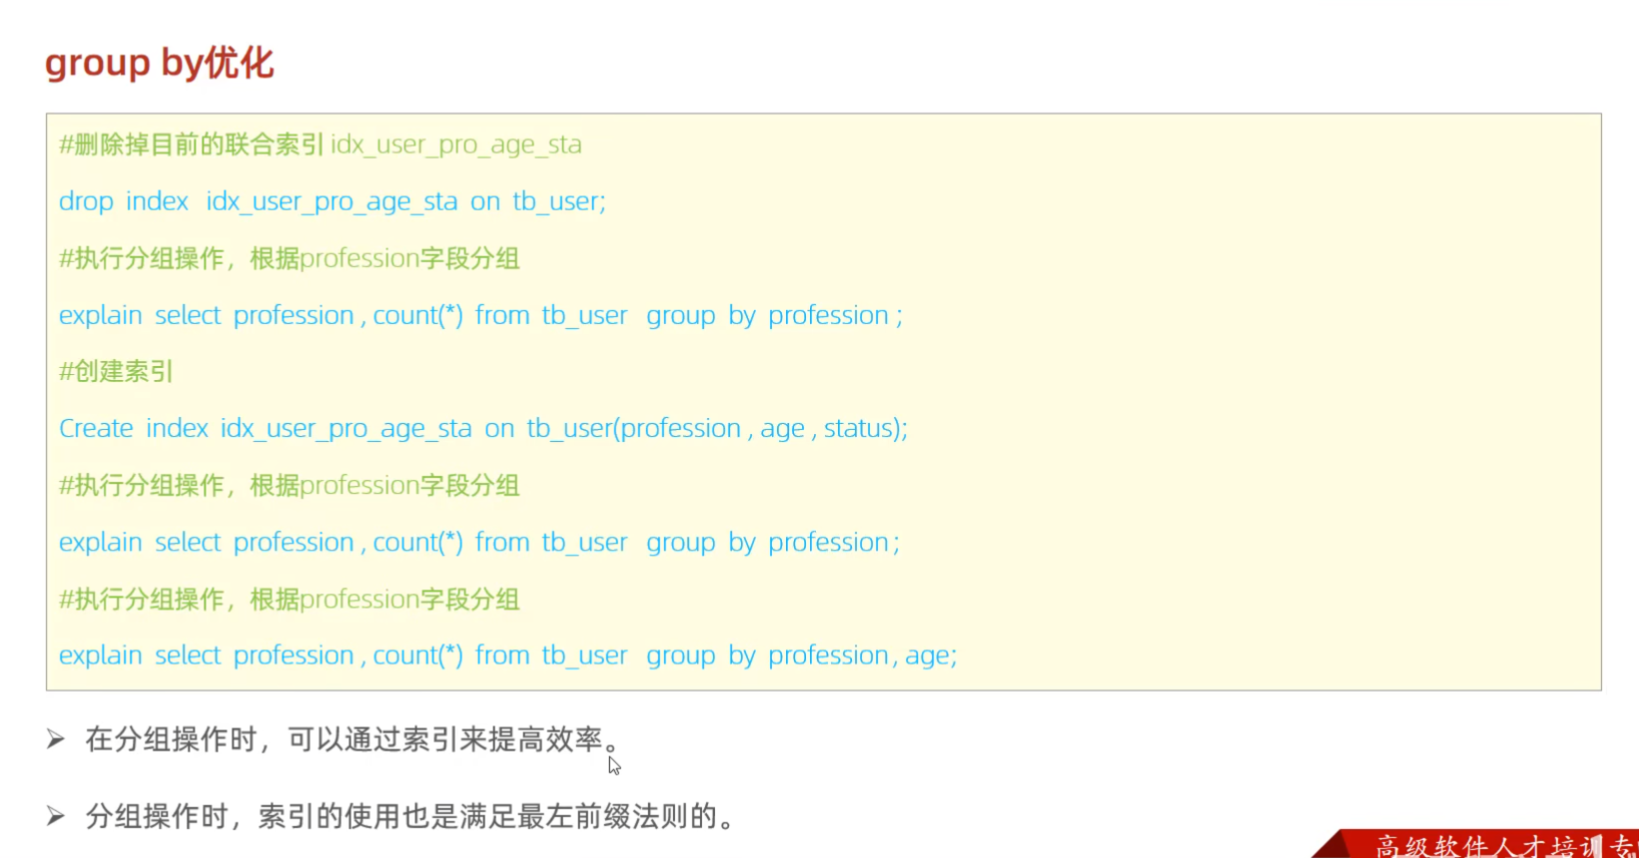 group by优化
#删除掉目前的联合索引 idx_user_pro_age_sta
drop index idx_user_pro_age_sta on tb_user;
#执行分组操作，根据profession字段分组
explain select profession , count(*) from tb_user group by profession ;
#创建索引
Create index idx_user_pro_age_sta on tb_user(profession , age , status);
#执行分组操作，根据profession字段分组
explain select profession , count(*) from tb_user group by profession ;
#执行分组操作，根据profession字段分组
explain select profession , count(*) from tb_user group by profession , age;
➢ 在分组操作时，可以通过索引来提高效率。
➢ 分组操作时，索引的使用也是满足最左前缀法则的。
高级软件人才培训专